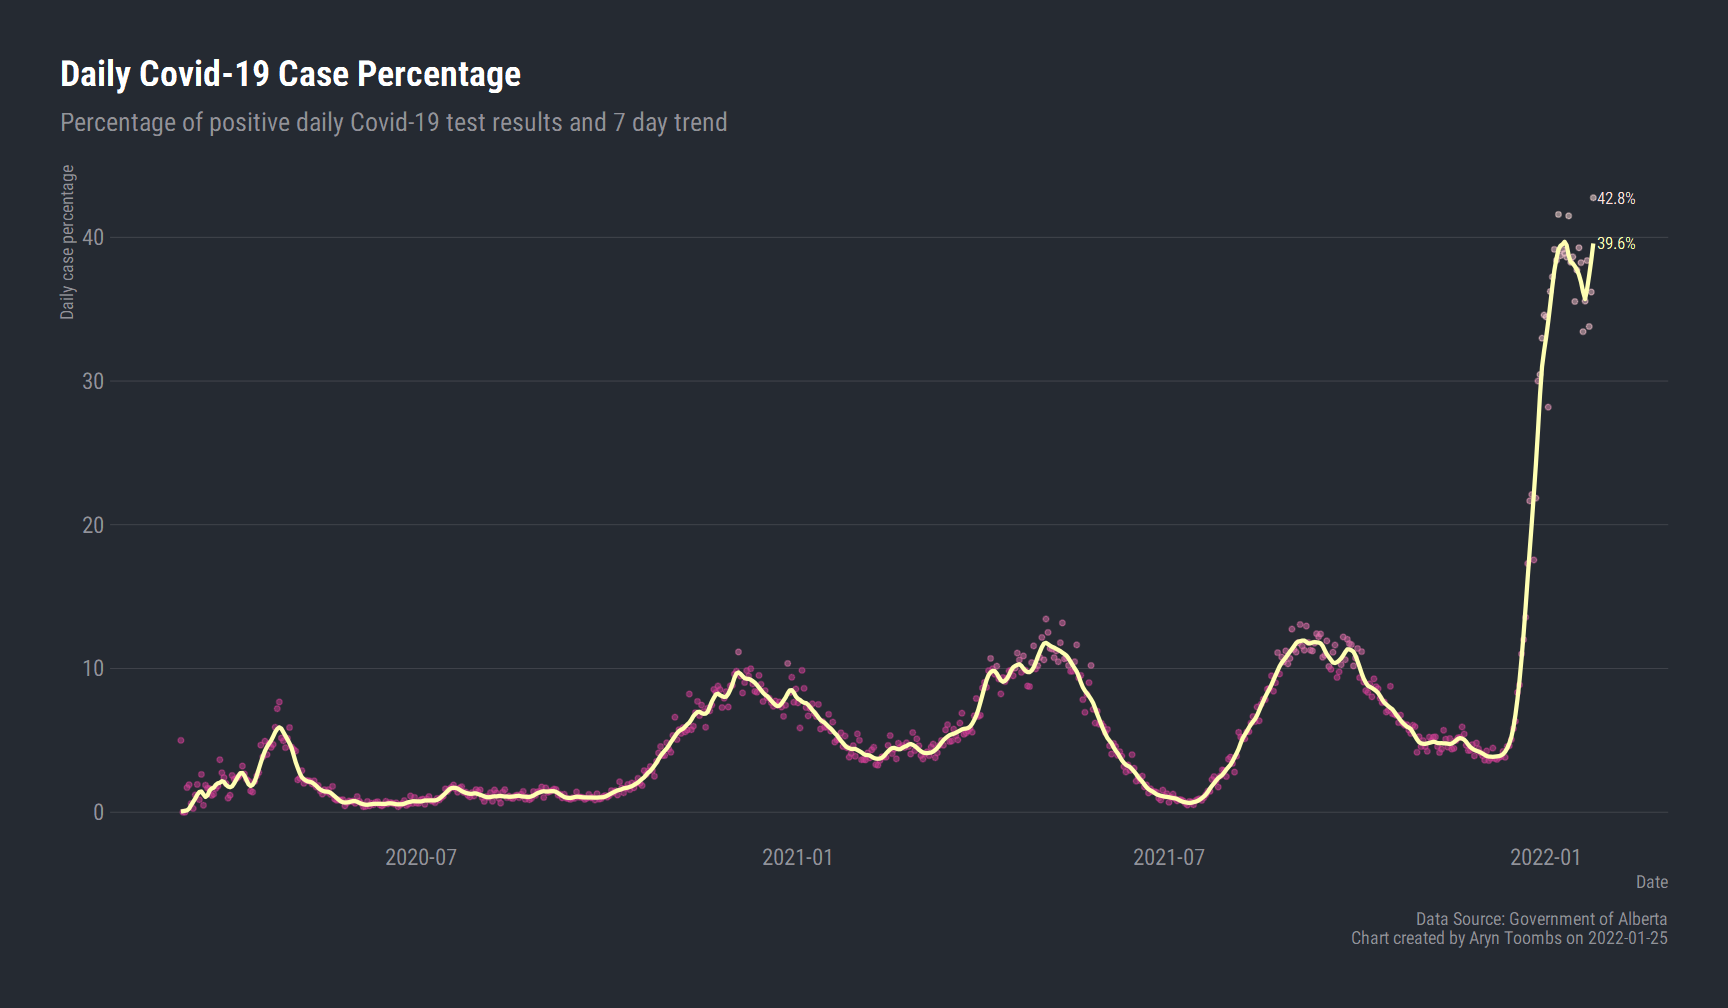 Daily Covid-19 Case Percentage
Percentage of positive daily Covid-19 test results and 7 day trend
Daily case percentage
42.8%
40
39.6%
30
20
10
0
2020-07
2021-01
2021-07
2022-01
Date
Data Source: Government of Alberta
Chart created by Aryn Toombs on 2022-01-25